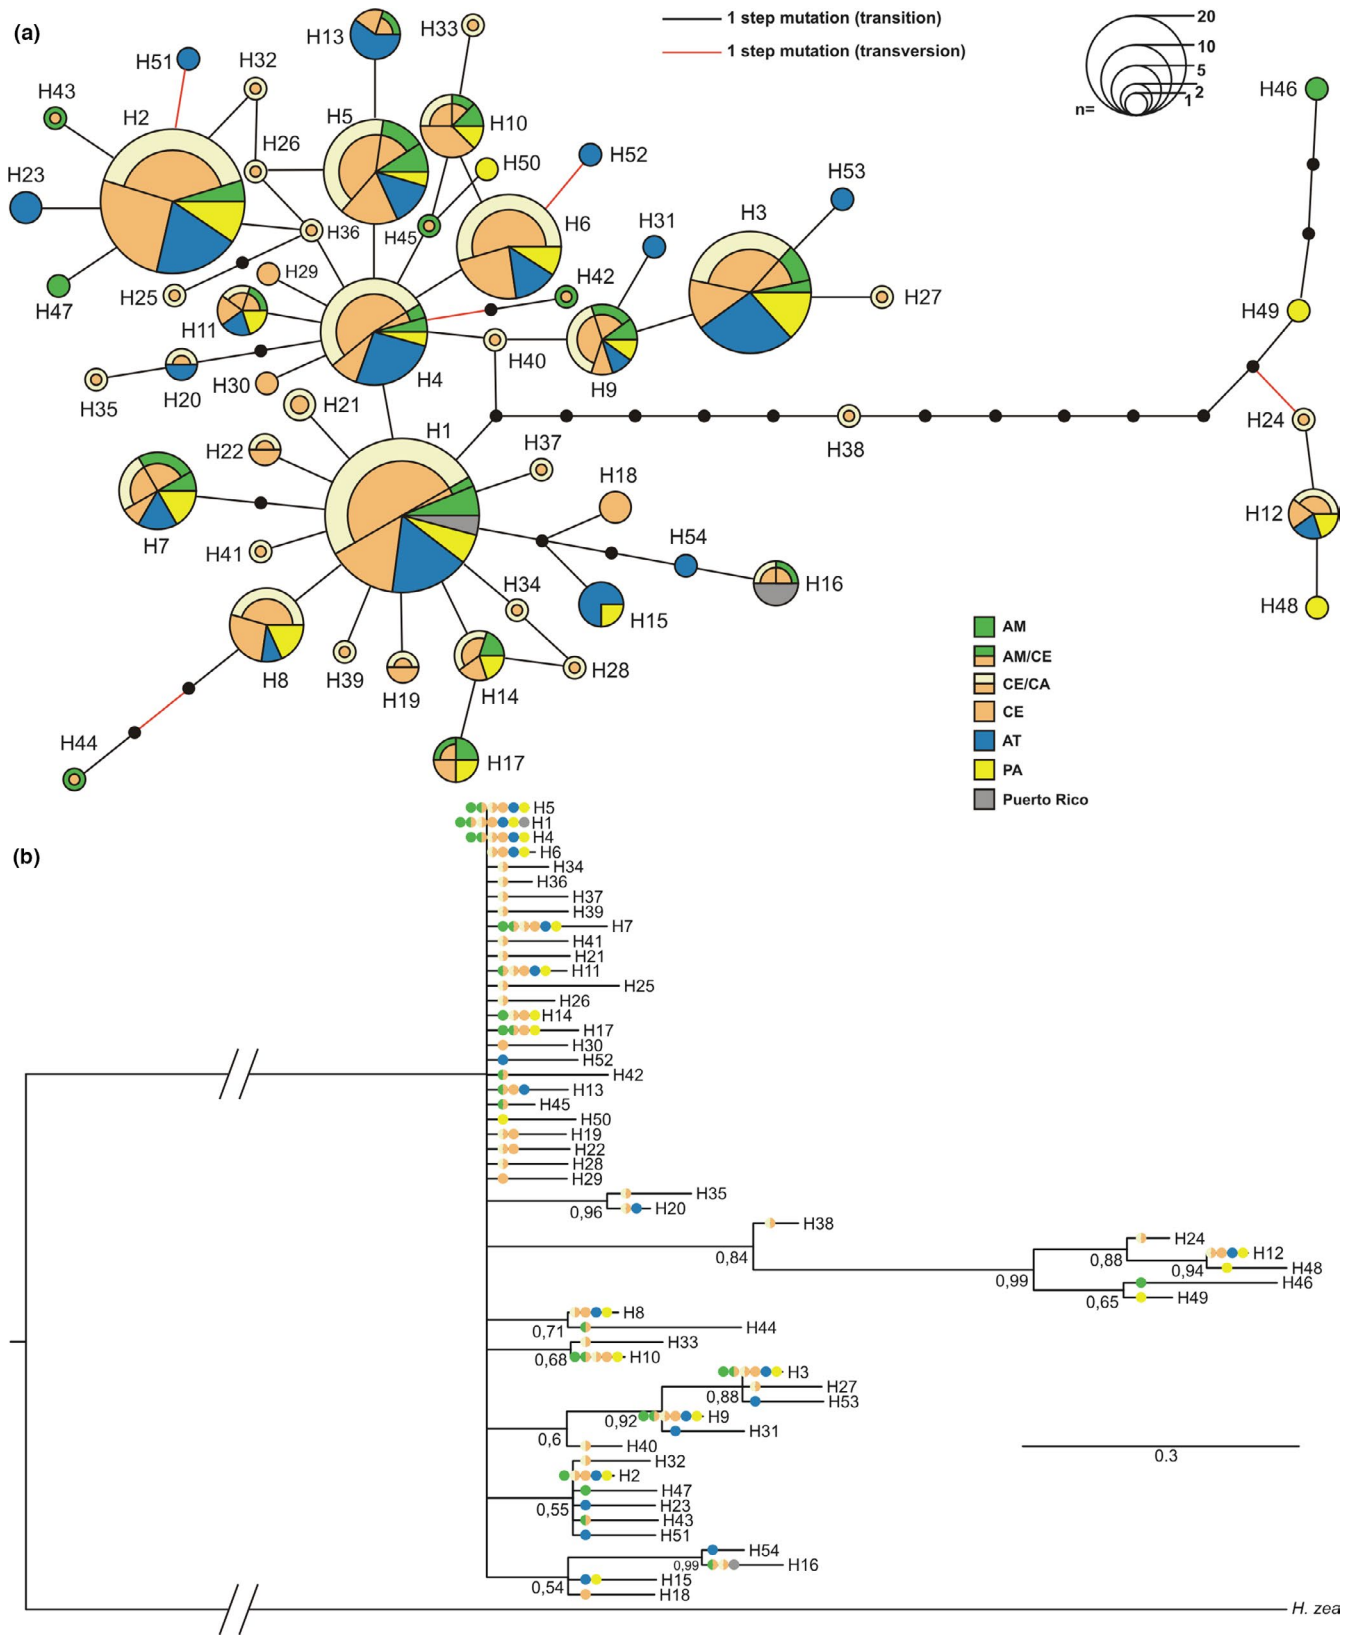 (a)
1 step mutation (transition)
1 step mutation (transversion)
20
10
5
2
1
n=
H13
H33
H51
H32
H43
H2
H5
H10
H26
H50
H52
H53
H46
H23
H3
H6
H31
H36
H45
H29
H42
H25
H47
H27
H49
H11
H40
H9
H30
H4
H20
H35
H21
H1
H38
H24
H22
H37
H18
H12
H7
H41
H54
H34
H16
H15
H48
H8
H39
H19
H14
H28
H44
H17
AM
AM/CE
CE/CA
CE
AT
PA
Puerto Rico
(b)
H5
H1
H4
H6
H34
H36
H37
H39
H7
H41
H21
H11
H25
H26
H14
H17
H30
H52
H42
H13
H45
H50
H19
H22
H28
H29
H35
0,96
H20
H38
0,84
H24
0,88
H12
0,94
H48
0,99
H46
0,65
H49
H8
0,71
H44
H33
0,68
H10
H3
0,88
H27
H53
0,92
H9
H31
0,6
H40
H32
H2
H47
0,55
H23
H43
H51
H54
0,99
H16
0,54
H15
H18
0.3
H. zea